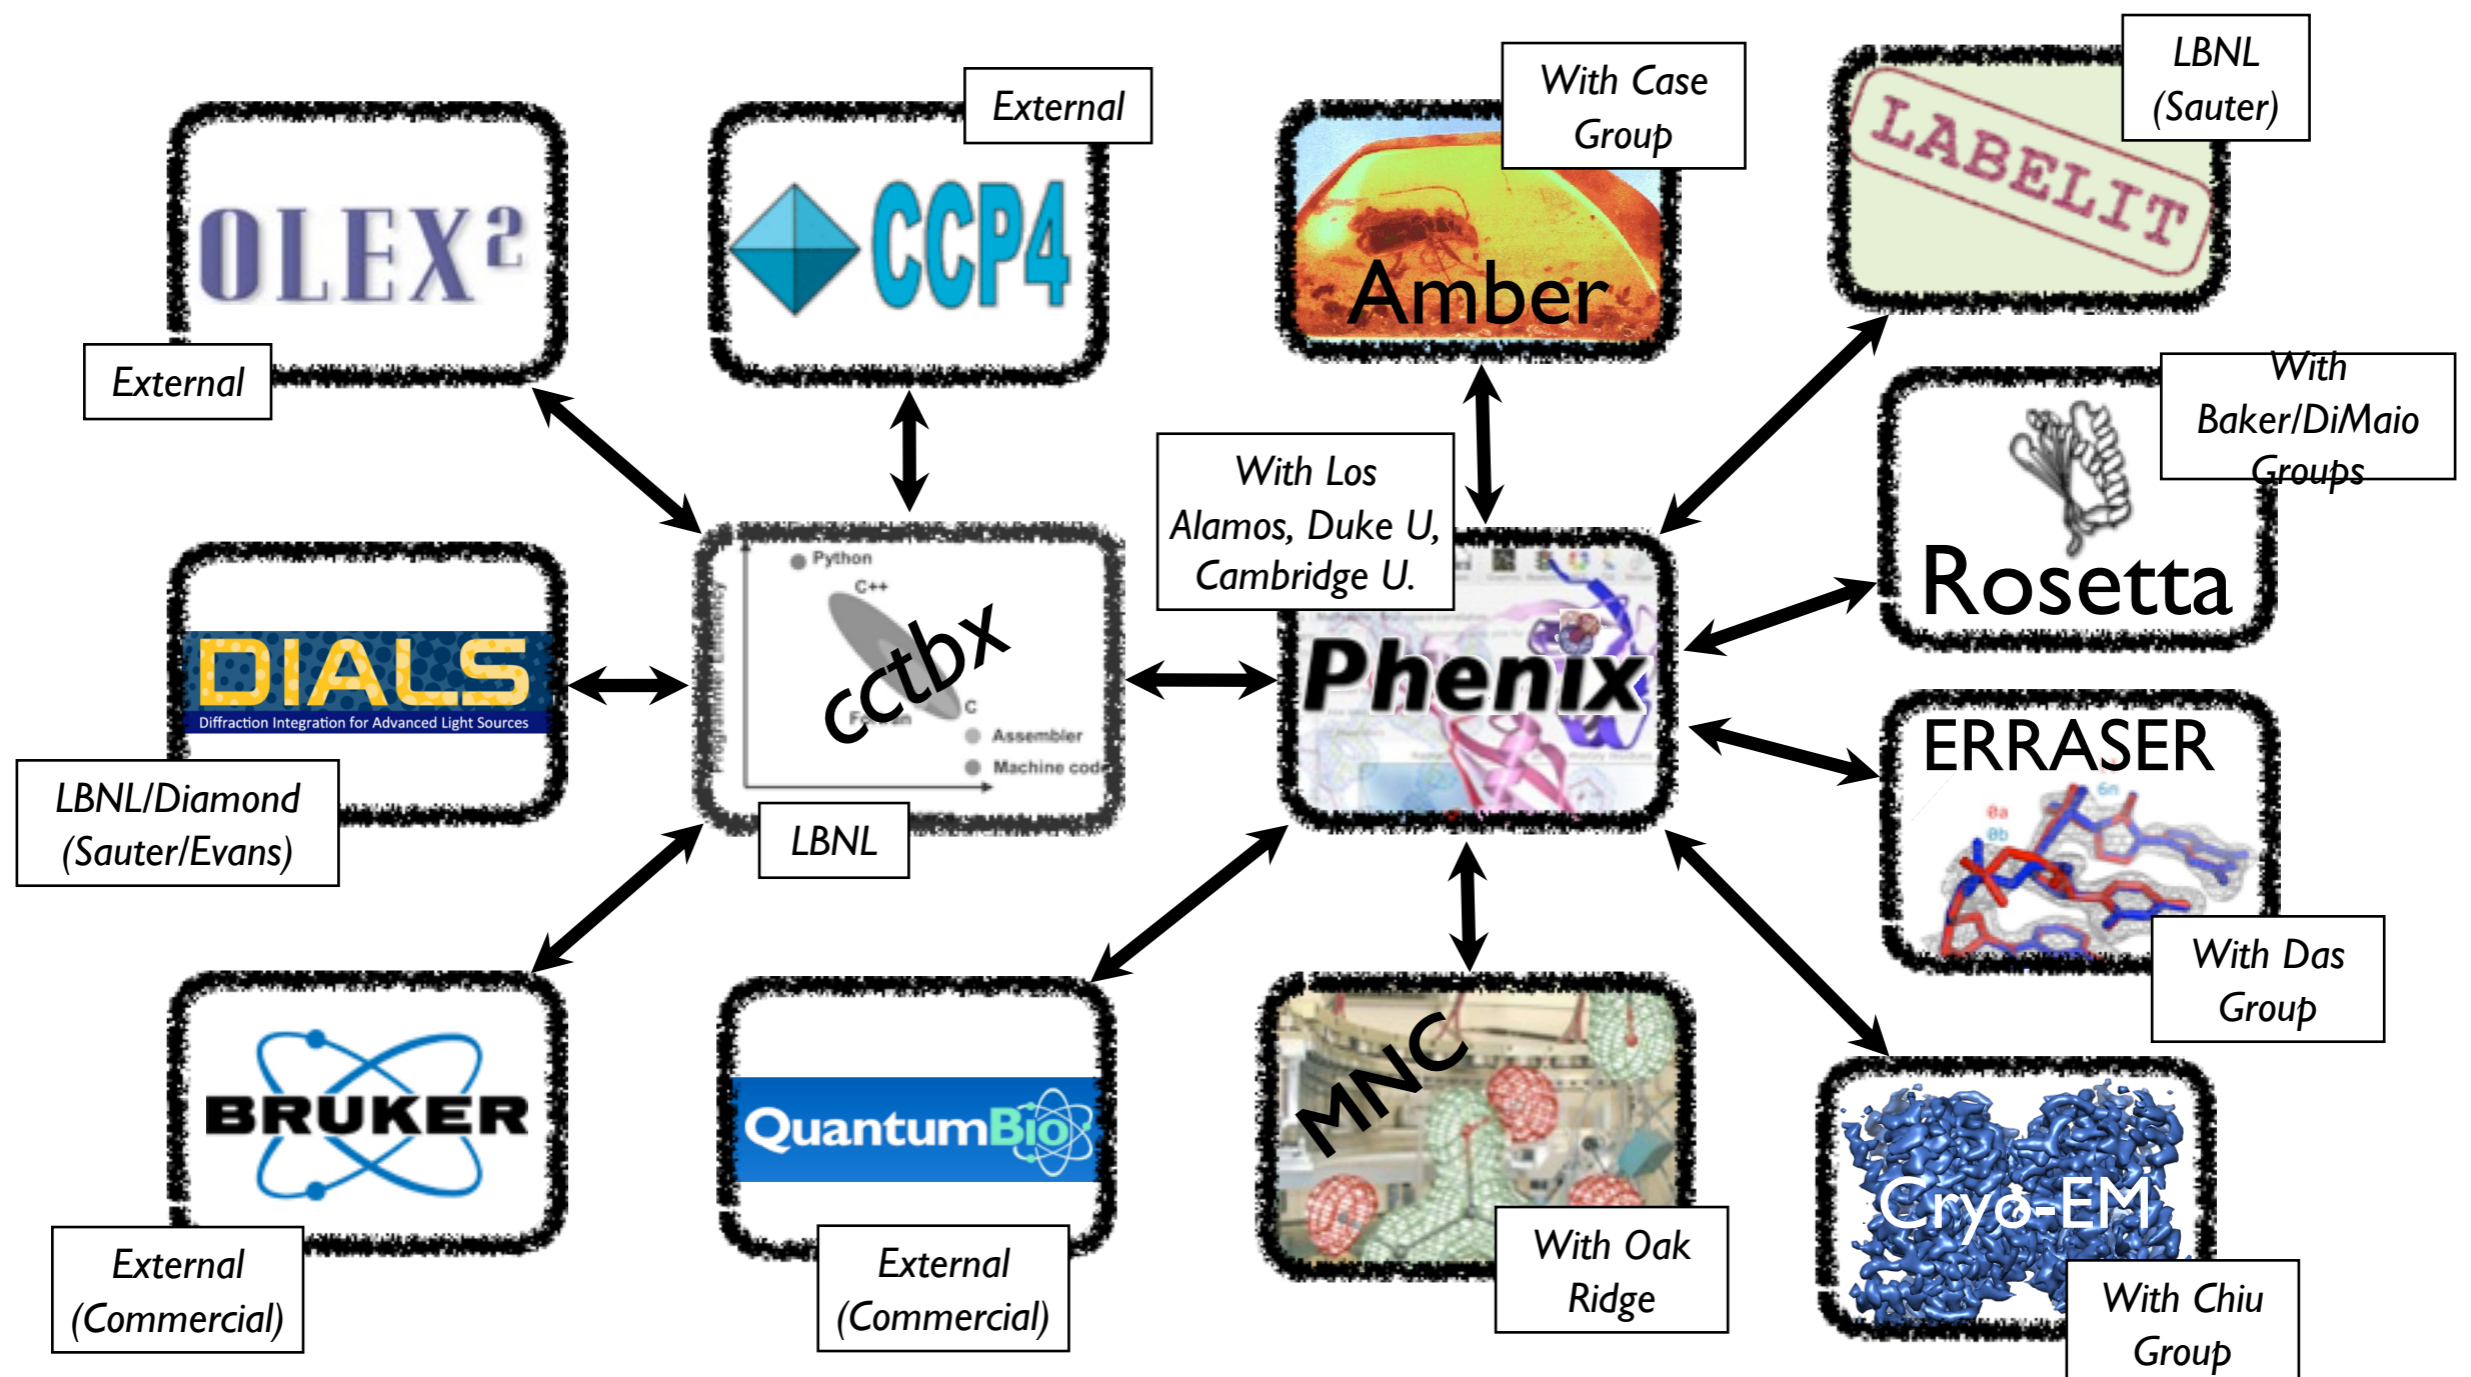 OLEX²
External
CCP4
External
Amber
With Case
Group
LABELIT
LBNL
(Sauter)
With
Baker/DiMaio
Groups
Rosetta
With Los
Alamos, Duke U,
Cambridge U.
Phenix
Python
C++
C
Assembler
Machine code
Programmer Efficiency
cctbx
LBNL
DIALS
Diffraction Integration for Advanced Light Sources
LBNL/Diamond
(Sauter/Evans)
ERRASER
6n
0a
0b
With Das
Group
BRUKER
External
(Commercial)
QuantumBio
External
(Commercial)
MNC
With Oak
Ridge
Cryo-EM
With Chiu
Group